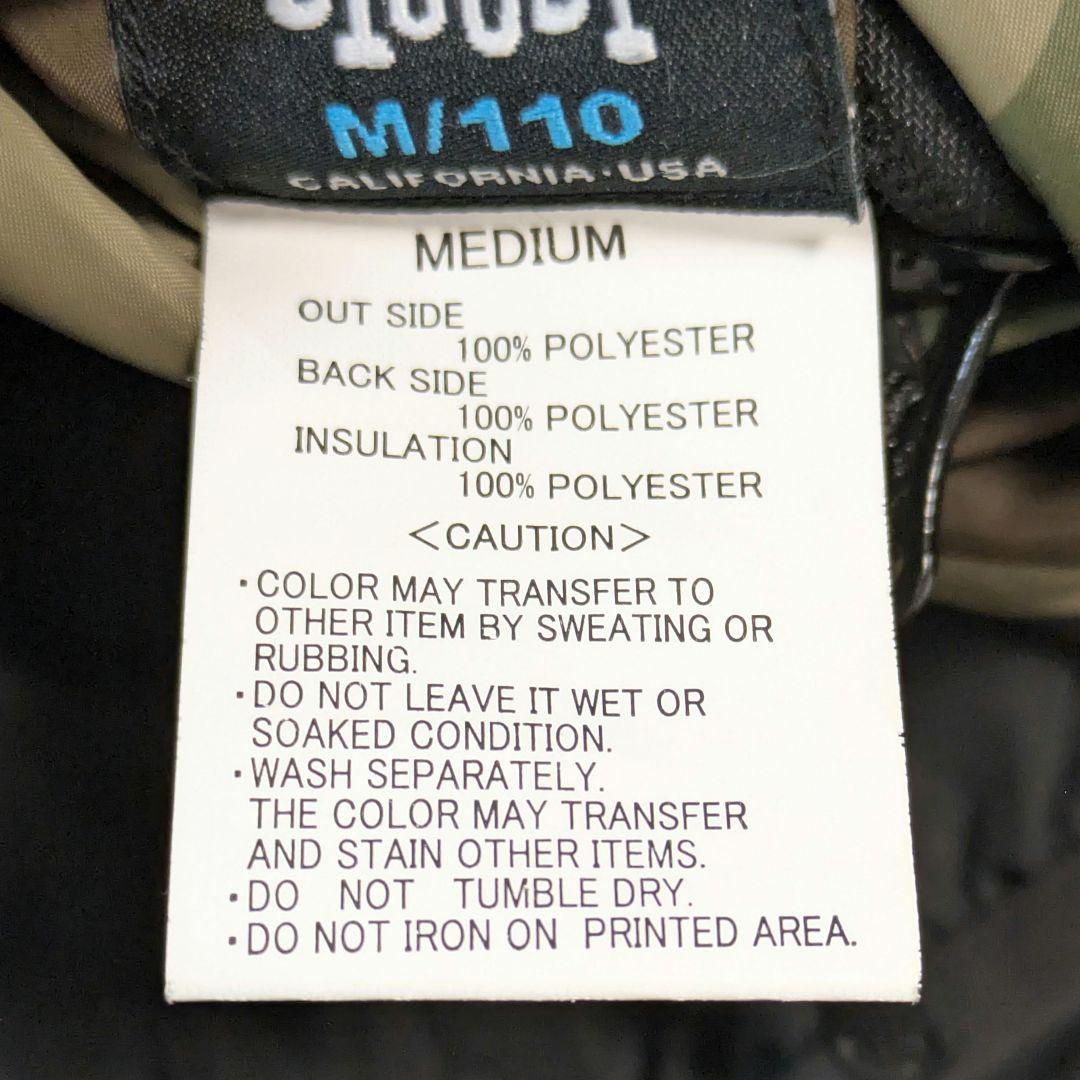 M/110
CALIFORNIA·USA
MEDIUM
OUT SIDE
100% POLYESTER
BACK SIDE
100% POLYESTER
INSULATION
100% POLYESTER
<CAUTION>
・COLOR MAY TRANSFER TO
OTHER ITEM BY SWEATING OR
RUBBING.
・DO NOT LEAVE IT WET OR
SOAKED CONDITION.
・WASH SEPARATELY.
THE COLOR MAY TRANSFER
AND STAIN OTHER ITEMS.
・DO NOT TUMBLE DRY.
・DO NOT IRON ON PRINTED AREA.